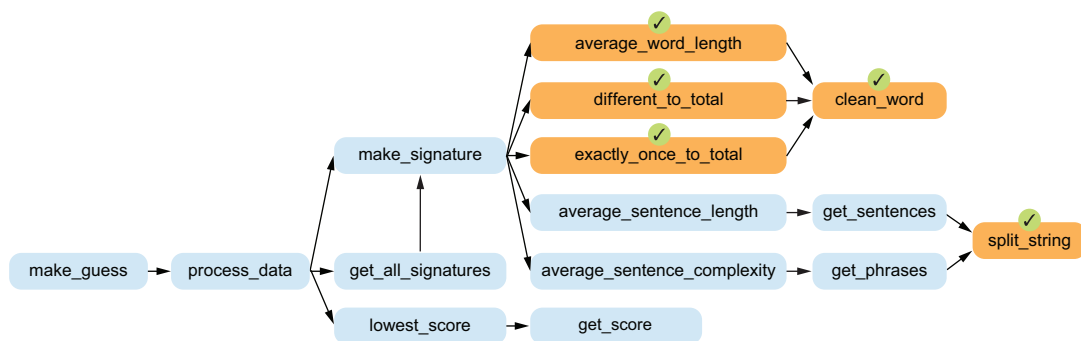 average_word_length
different_to_total
clean_word
make_signature
exactly_once_to_total
average_sentence_length
get_sentences
split_string
make_guess
process_data
get_all_signatures
average_sentence_complexity
get_phrases
lowest_score
get_score